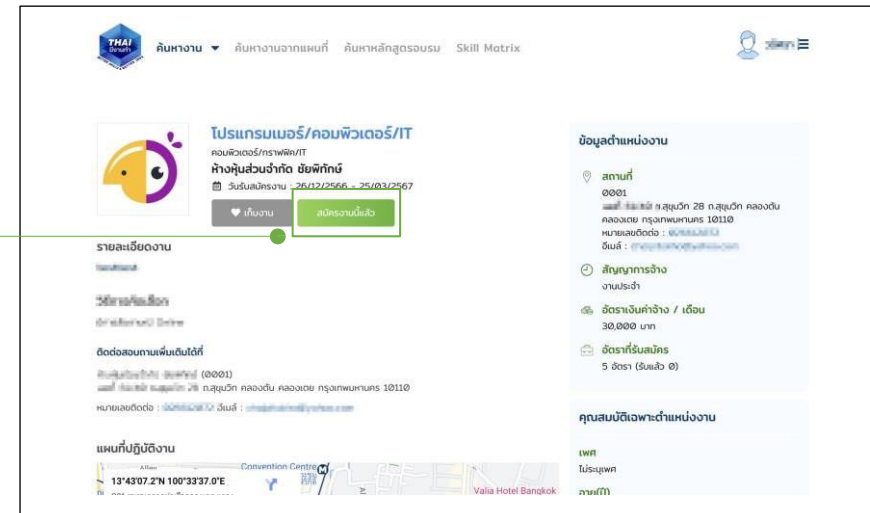 THAI
มีงานทำ
ค้นหางาน
ค้นหางานจากแผนที่
ค้นหาหลักสูตรอบรม
Skill Matrix
โปรแกรมเมอร์/คอมพิวเตอร์/IT
คอมพิวเตอร์/กราฟฟิค/IT
ห้างหุ้นส่วนจำกัด ชัยพิทักษ์
วันรับสมัครงาน : 26/12/2566 - 25/03/2567
เก็บงาน
สมัครงานนี้แล้ว
รายละเอียดงาน
ติดต่อสอบถามเพิ่มเติมได้ที่
(0001)
ถ.สุขุมวิท คลองตัน คลองเตย กรุงเทพมหานคร 10110
หมายเลขติดต่อ : อีเมล์ :
แผนที่ปฏิบัติงาน
Convention Centre
13°43'07.2"N 100°33'37.0"E
Valia Hotel Bangkok
ข้อมูลตำแหน่งงาน
สถานที่
0001
ซ.สุขุมวิท 28 ถ.สุขุมวิท คลองตัน
คลองเตย กรุงเทพมหานคร 10110
หมายเลขติดต่อ :
อีเมล์ :
สัญญาการจ้าง
งานประจำ
อัตราเงินค่าจ้าง / เดือน
30,000 บาท
อัตราที่รับสมัคร
5 อัตรา (รับแล้ว 0)
คุณสมบัติเฉพาะตำแหน่งงาน
เพศ
ไม่ระบุเพศ
อายุ(ปี)